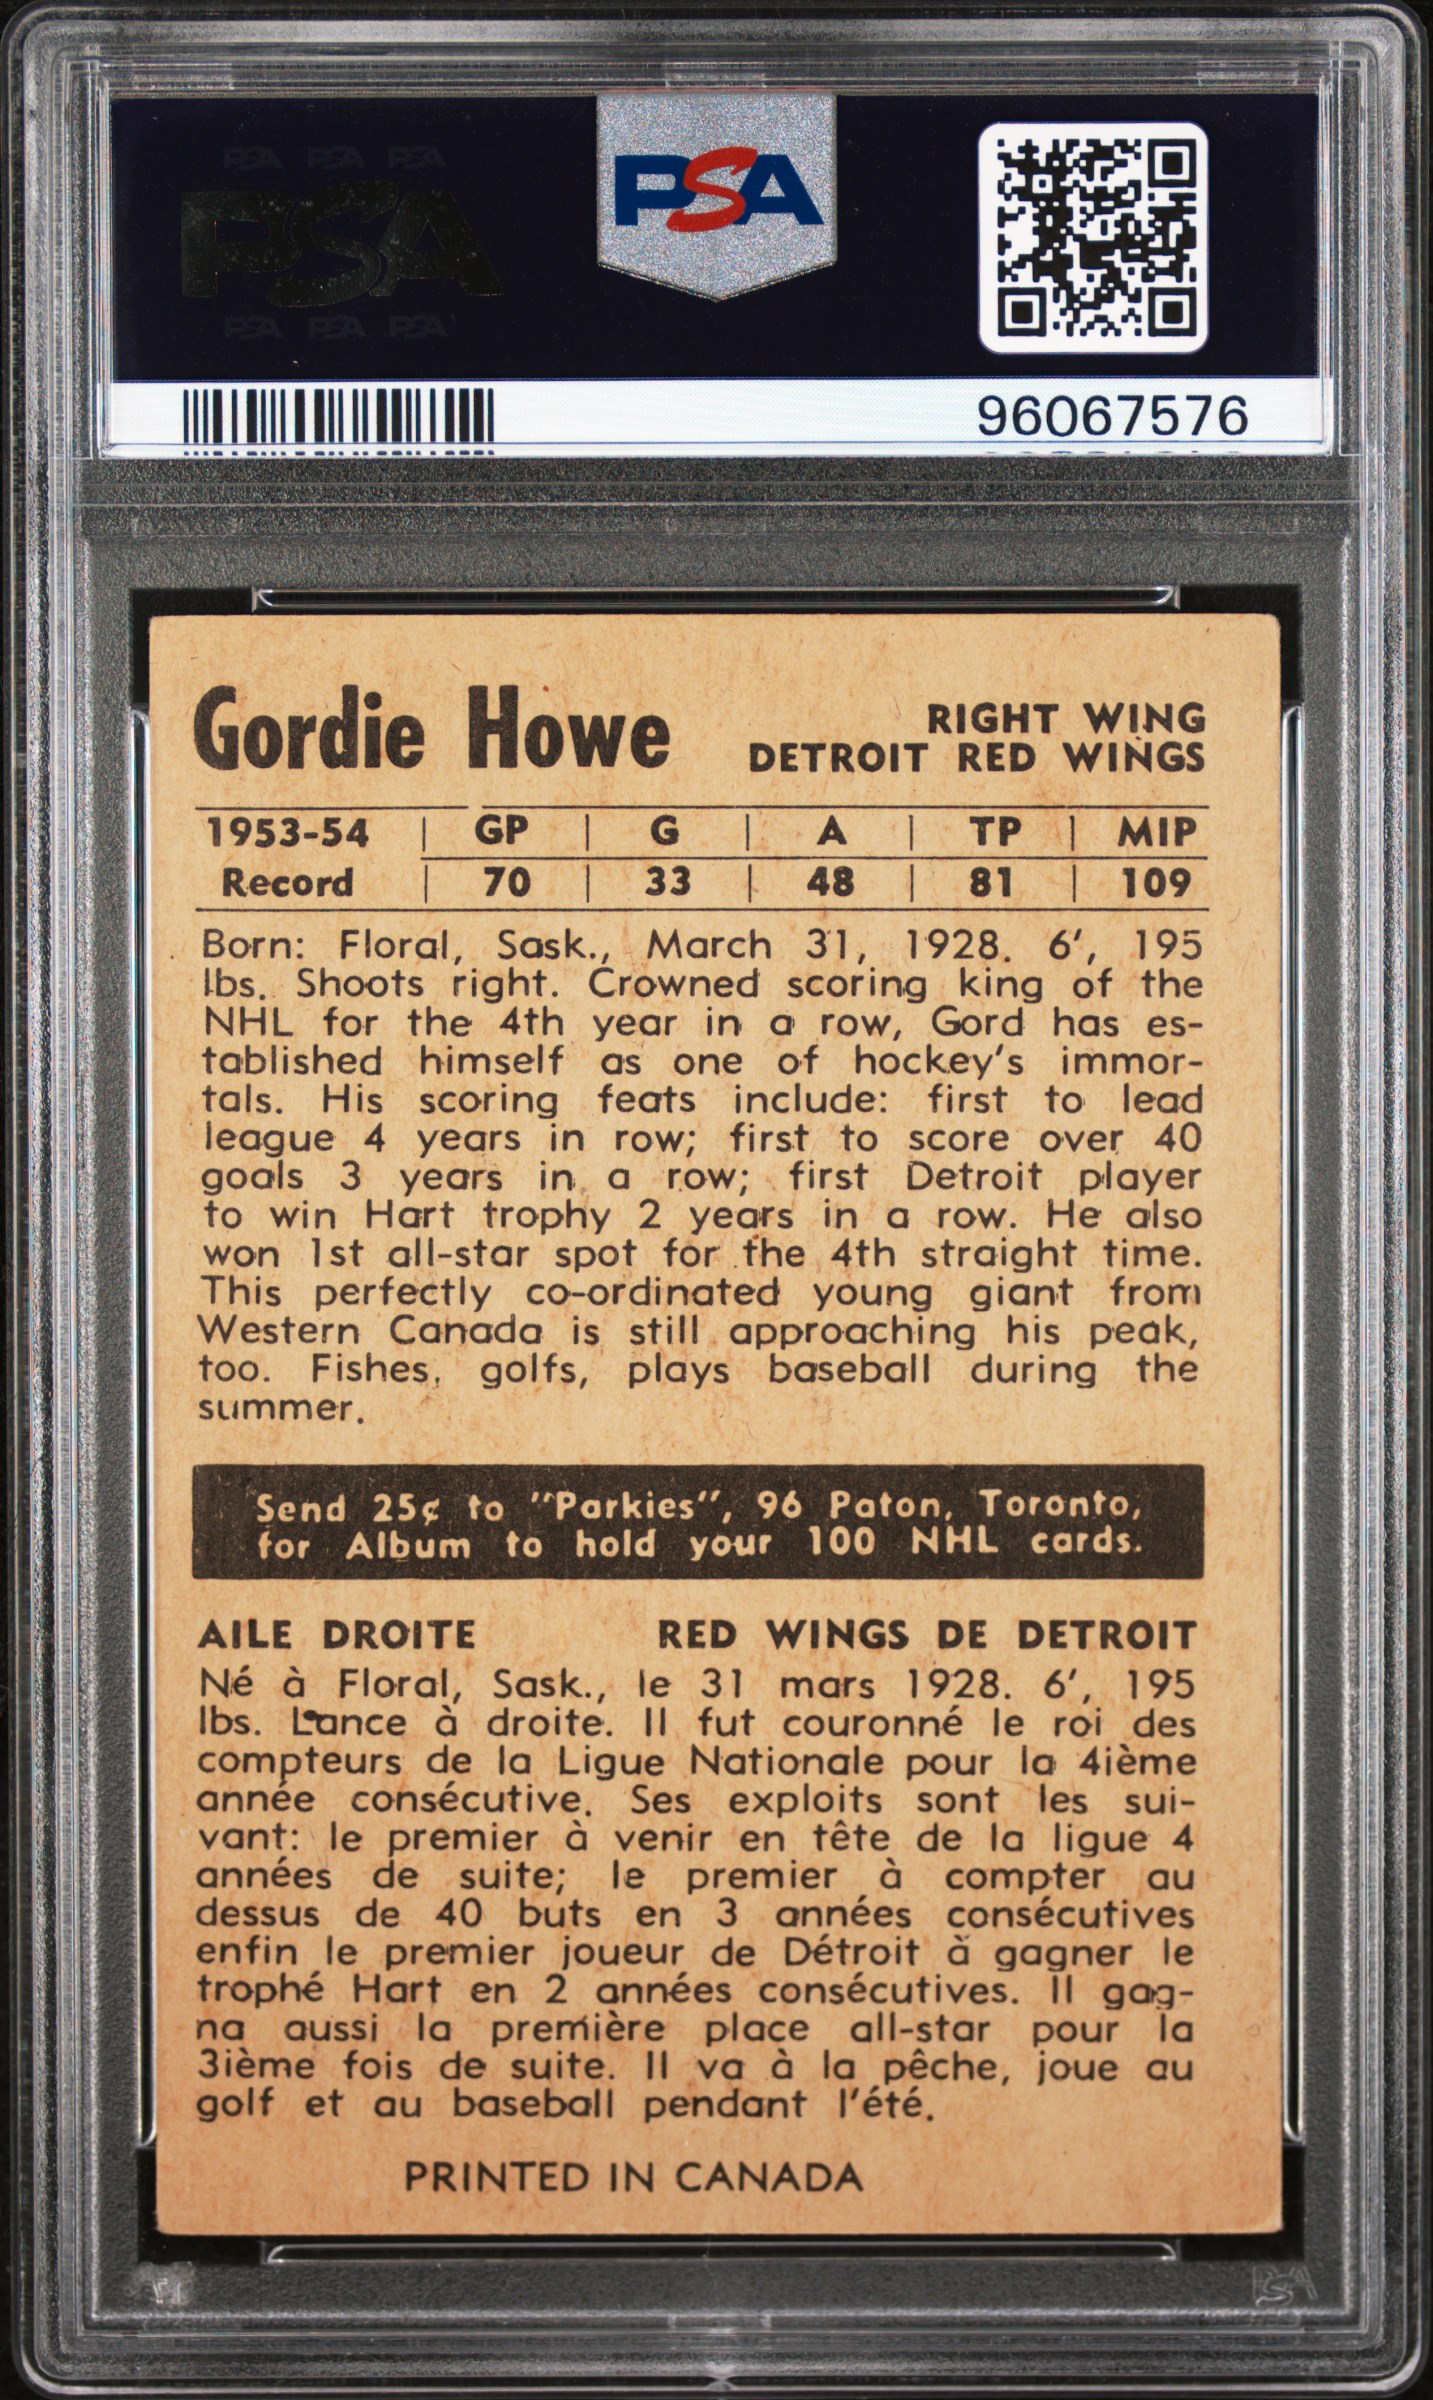 PSA PSA PSA
PSA
PSA PSA PSA
PSA
96067576
Gordie Howe
RIGHT WING
DETROIT RED WINGS
1953-54 | GP | G | A | TP | MIP
Record | 70 | 33 | 48 | 81 | 109
Born: Floral, Sask., March 31, 1928. 6', 195
lbs. Shoots right. Crowned scoring king of the
NHL for the 4th year in a row, Gord has es-
tablished himself as one of hockey's immor-
tals. His scoring feats include: first to lead
league 4 years in row; first to score over 40
goals 3 years in a row; first Detroit player
to win Hart trophy 2 years in a row. He also
won 1st all-star spot for the 4th straight time.
This perfectly co-ordinated young giant from
Western Canada is still approaching his peak,
too. Fishes, golfs, plays baseball during the
summer.
Send 25¢ to "Parkies", 96 Paton, Toronto,
for Album to hold your 100 NHL cards.
AILE DROITE RED WINGS DE DETROIT
Né à Floral, Sask., le 31 mars 1928. 6', 195
lbs. Lance à droite. Il fut couronné le roi des
compteurs de la Ligue Nationale pour la 4ième
année consécutive. Ses exploits sont les sui-
vant: le premier à venir en tête de la ligue 4
années de suite; le premier à compter au
dessus de 40 buts en 3 années consécutives
enfin le premier joueur de Détroit à gagner le
trophé Hart en 2 années consécutives. Il gag-
na aussi la première place all-star pour la
3ième fois de suite. Il va à la pêche, joue au
golf et au baseball pendant l'été.
PRINTED IN CANADA
PSA